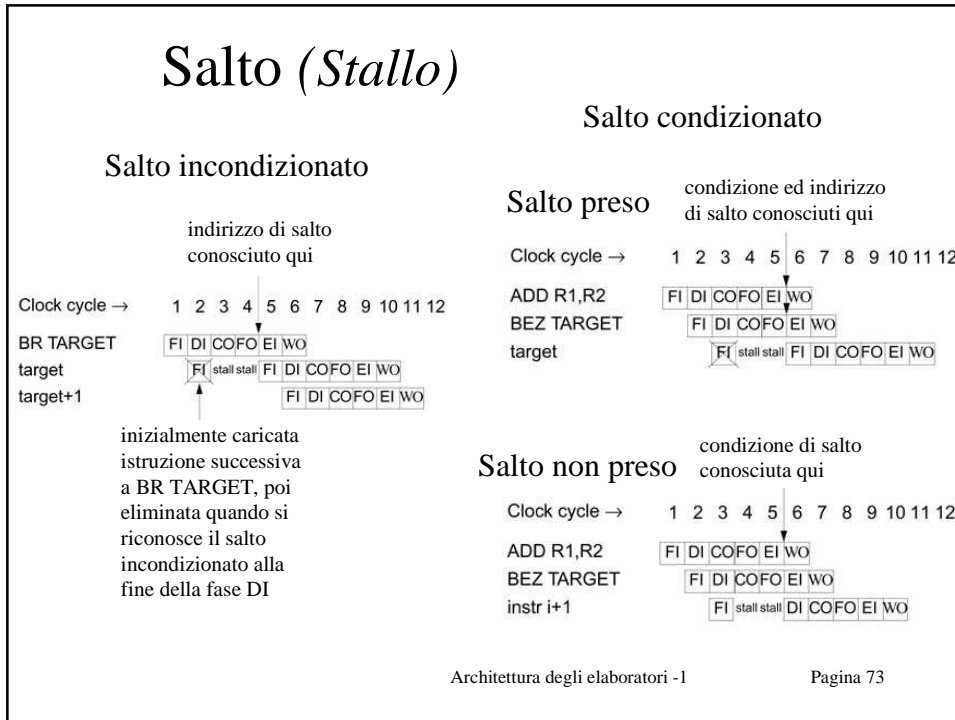 Salto (Stallo)
Salto incondizionato
indirizzo di salto
conosciuto qui
Clock cycle → 1 2 3 4 5 6 7 8 9 10 11 12
BR TARGET FI DI CO FO EI WO
target FI stall stall FI DI CO FO EI WO
target+1 FI DI CO FO EI WO
inizialmente caricata
istruzione successiva
a BR TARGET, poi
eliminata quando si
riconosce il salto
incondizionato alla
fine della fase DI
Salto condizionato
Salto preso
condizione ed indirizzo
di salto conosciuti qui
Clock cycle → 1 2 3 4 5 6 7 8 9 10 11 12
ADD R1,R2 FI DI CO FO EI WO
BEZ TARGET FI DI CO FO EI WO
target FI stall stall FI DI CO FO EI WO
Salto non preso
condizione di salto
conosciuta qui
Clock cycle → 1 2 3 4 5 6 7 8 9 10 11 12
ADD R1,R2 FI DI CO FO EI WO
BEZ TARGET FI DI CO FO EI WO
instr i+1 FI stall stall DI CO FO EI WO
Architettura degli elaboratori -1 Pagina 73